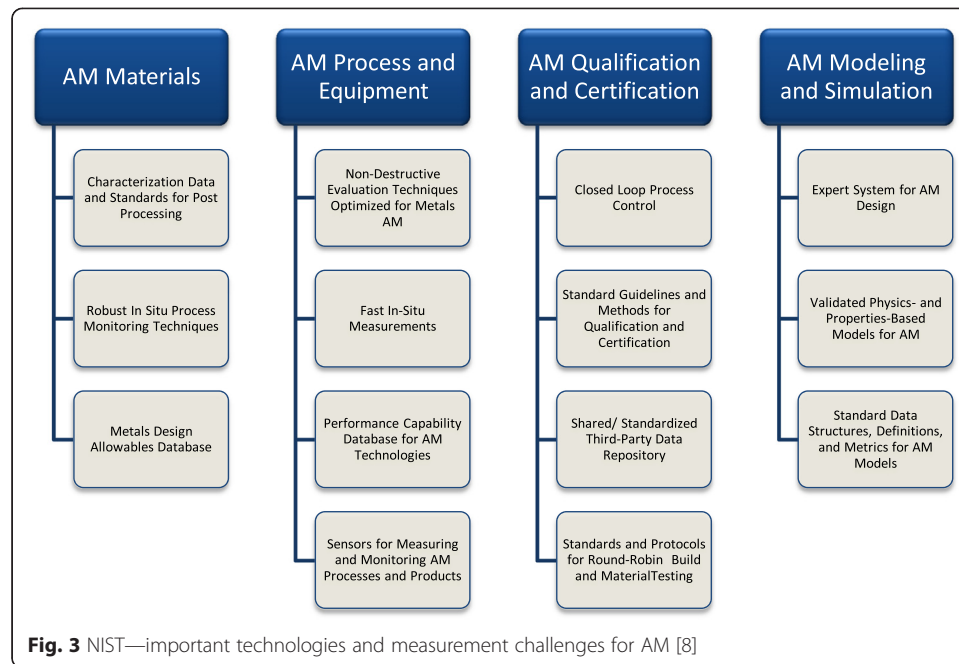 AM Materials
Characterization Data
and Standards for Post
Processing
Robust In Situ Process
Monitoring Techniques
Metals Design
Allowables Database
AM Process and
Equipment
Non-Destructive
Evaluation Techniques
Optimized for Metals
AM
Fast In-Situ
Measurements
Performance Capability
Database for AM
Technologies
Sensors for Measuring
and Monitoring AM
Processes and Products
AM Qualification
and Certification
Closed Loop Process
Control
Standard Guidelines and
Methods for
Qualification and
Certification
Shared/ Standardized
Third-Party Data
Repository
Standards and Protocols
for Round-Robin Build
and MaterialTesting
AM Modeling
and Simulation
Expert System for AM
Design
Validated Physics- and
Properties-Based
Models for AM
Standard Data
Structures, Definitions,
and Metrics for AM
Models
Fig. 3 NIST—important technologies and measurement challenges for AM [8]